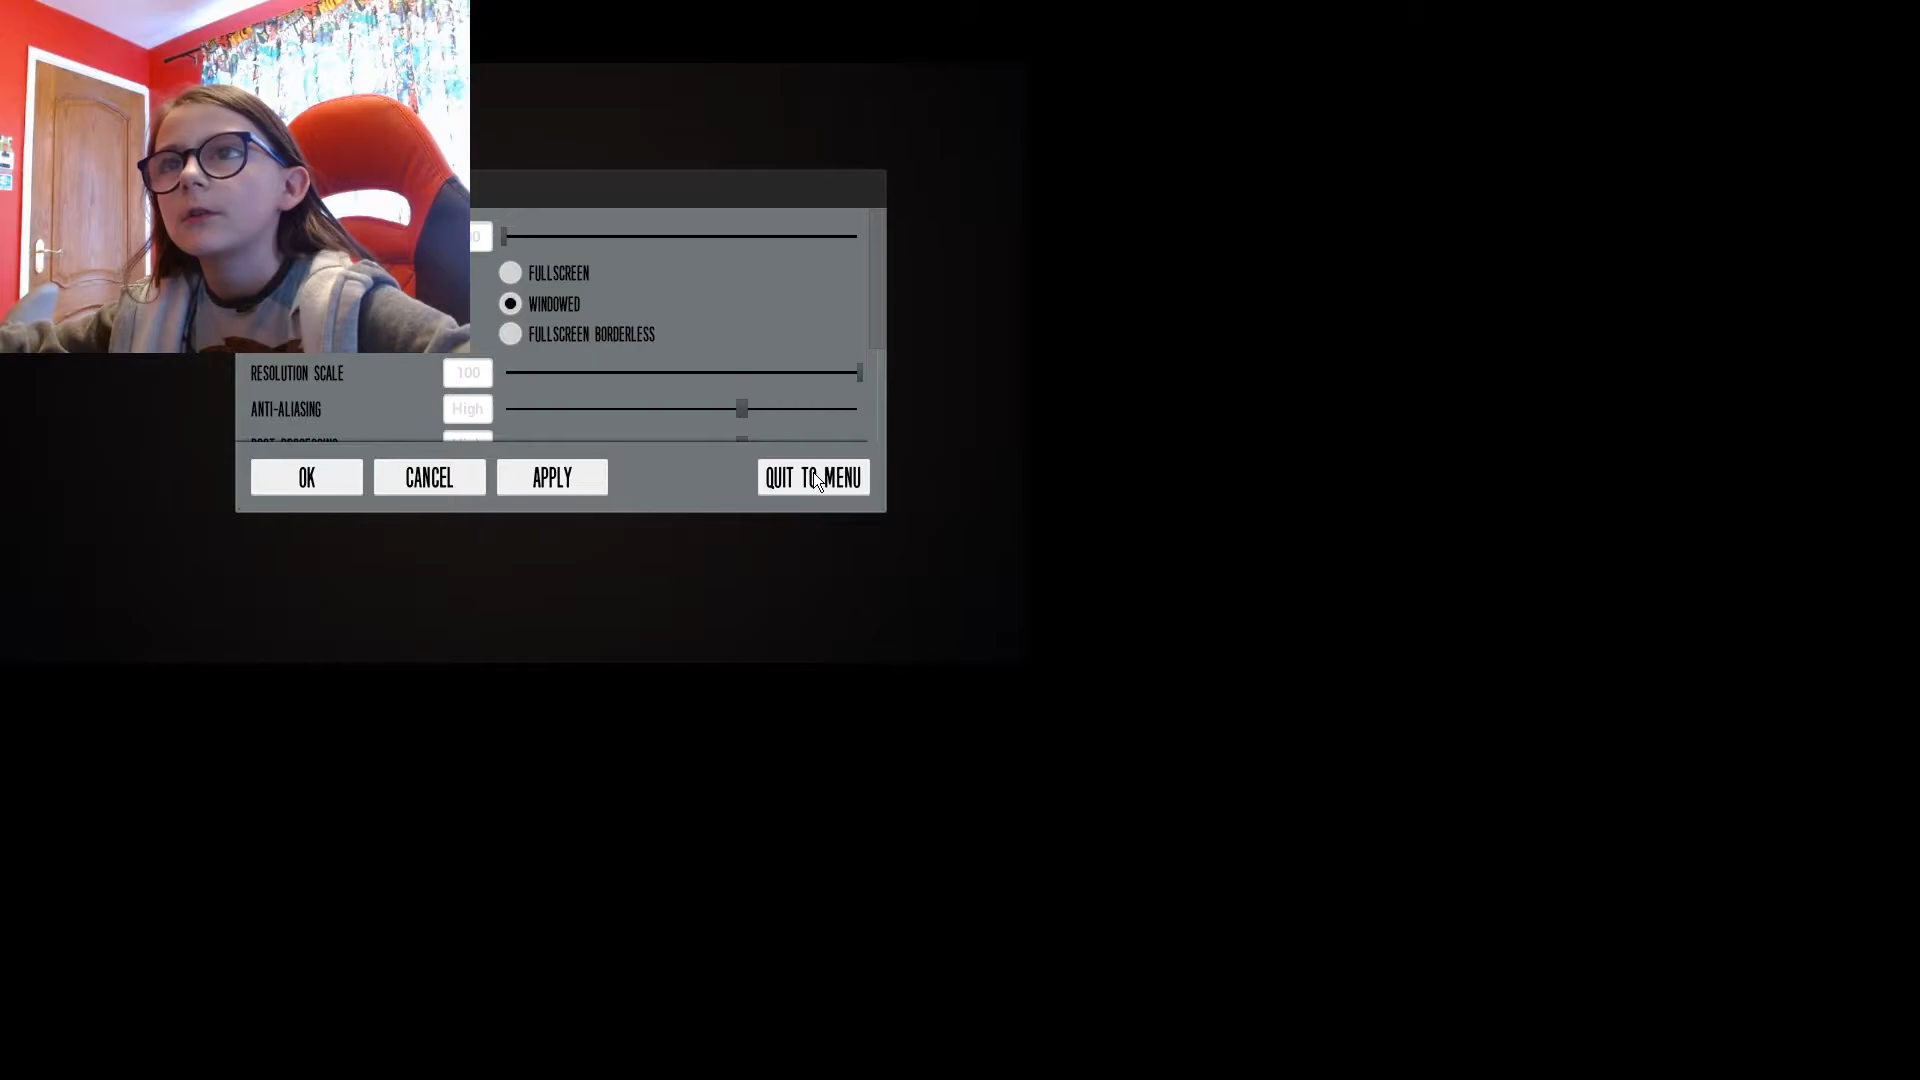 FULLSCREEN
WINDOWED
FULLSCREEN BORDERLESS
RESOLUTION SCALE 100
ANTI-ALIASING High
OK CANCEL APPLY QUIT TO MENU